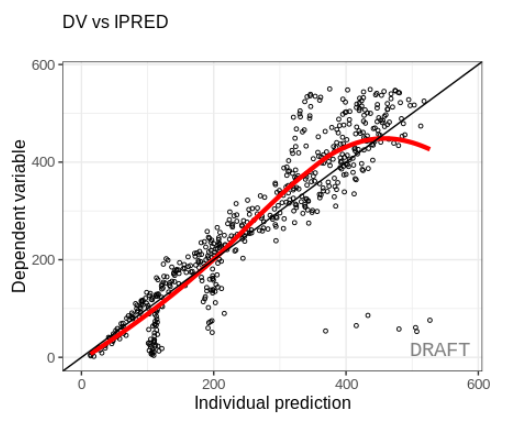 DV vs IPRED
600
400
200
0
Dependent variable
DRAFT
0
200
400
600
Individual prediction